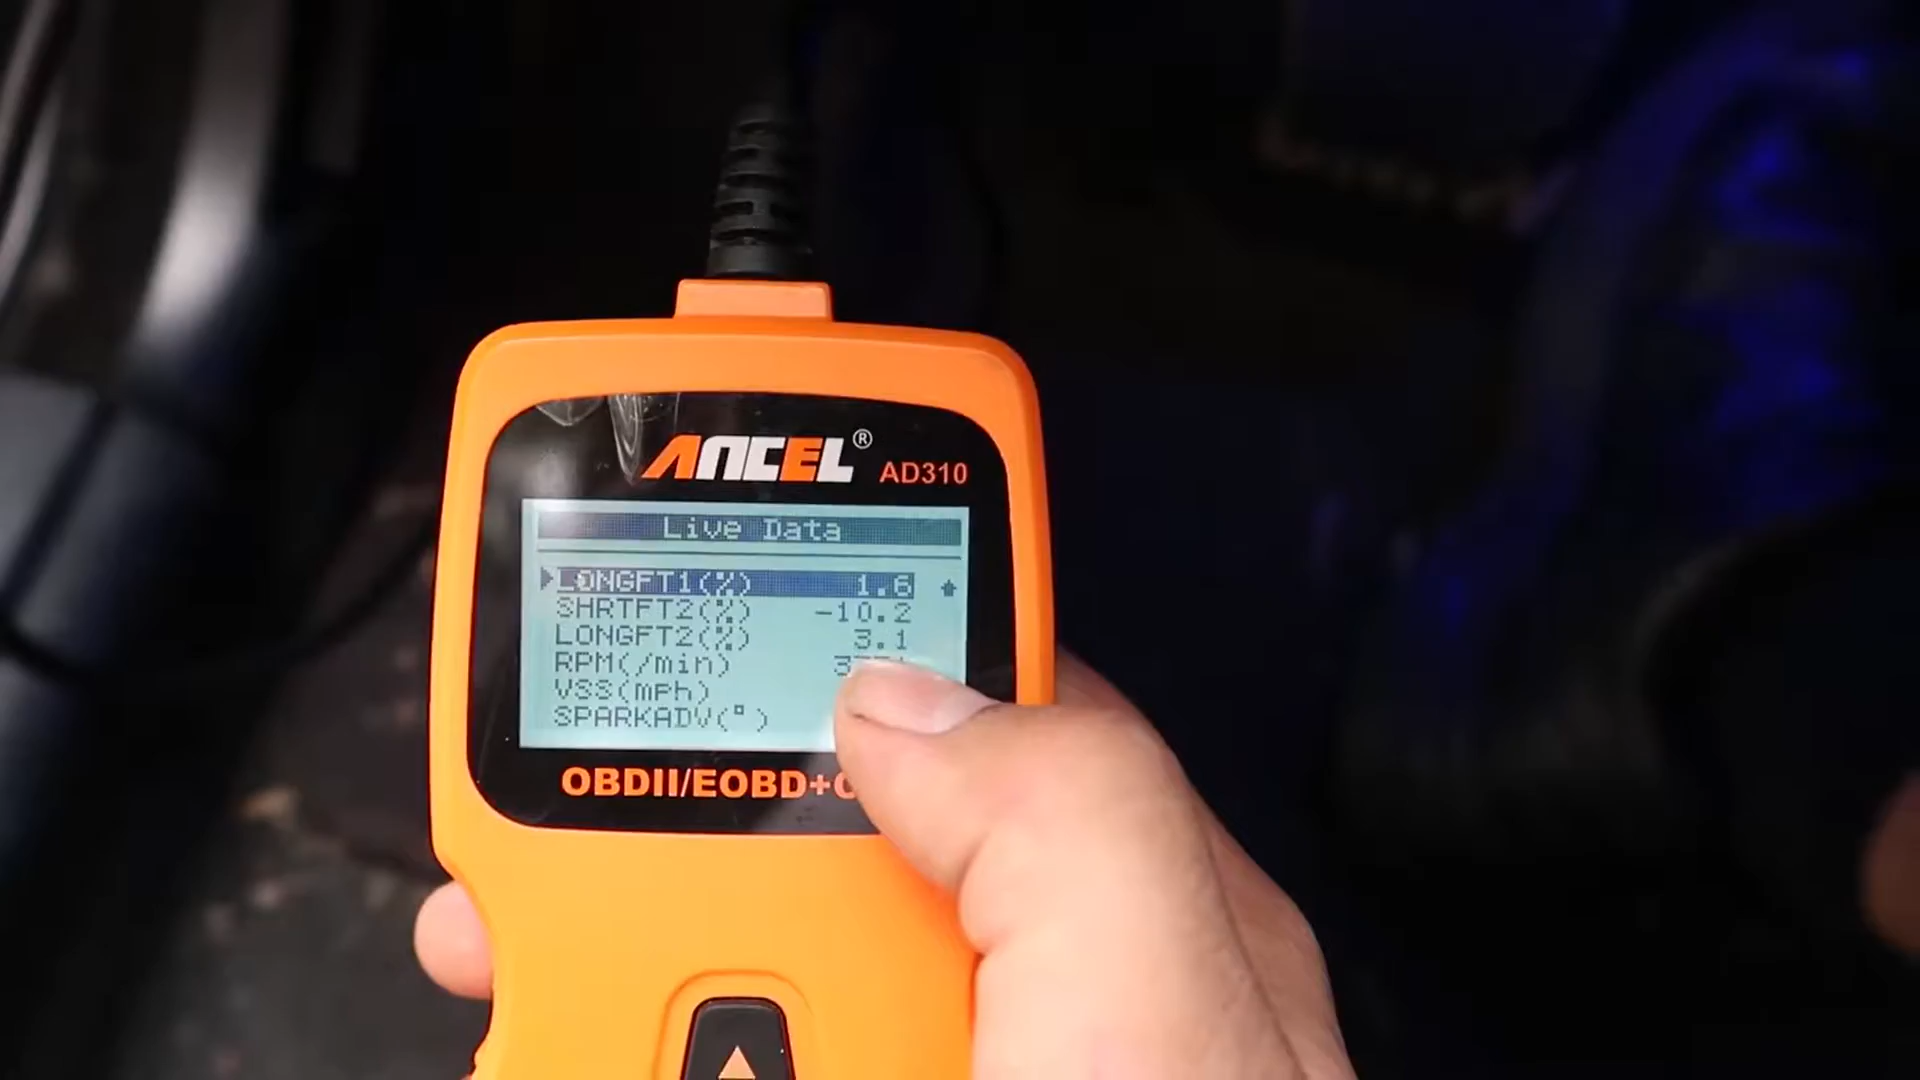 ANCEL® AD310
Live Data
LONGFT1(%) 1.6
SHRTFT2(%) -10.2
LONGFT2(%) 3.1
RPM(/min)
VSS(mph)
SPARKADV(°)
OBDII/EOBD+